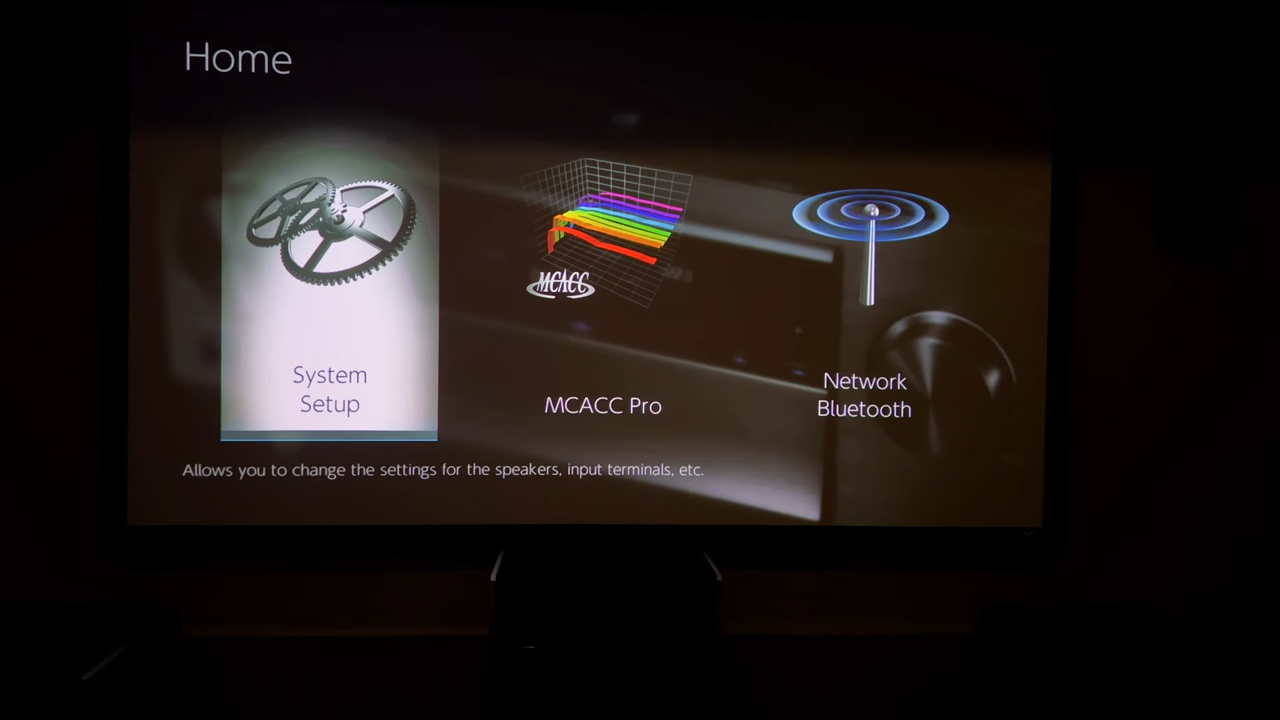 Home
MCACC
System
Setup
MCACC Pro
Network
Bluetooth
Allows you to change the settings for the speakers, input terminals, etc.